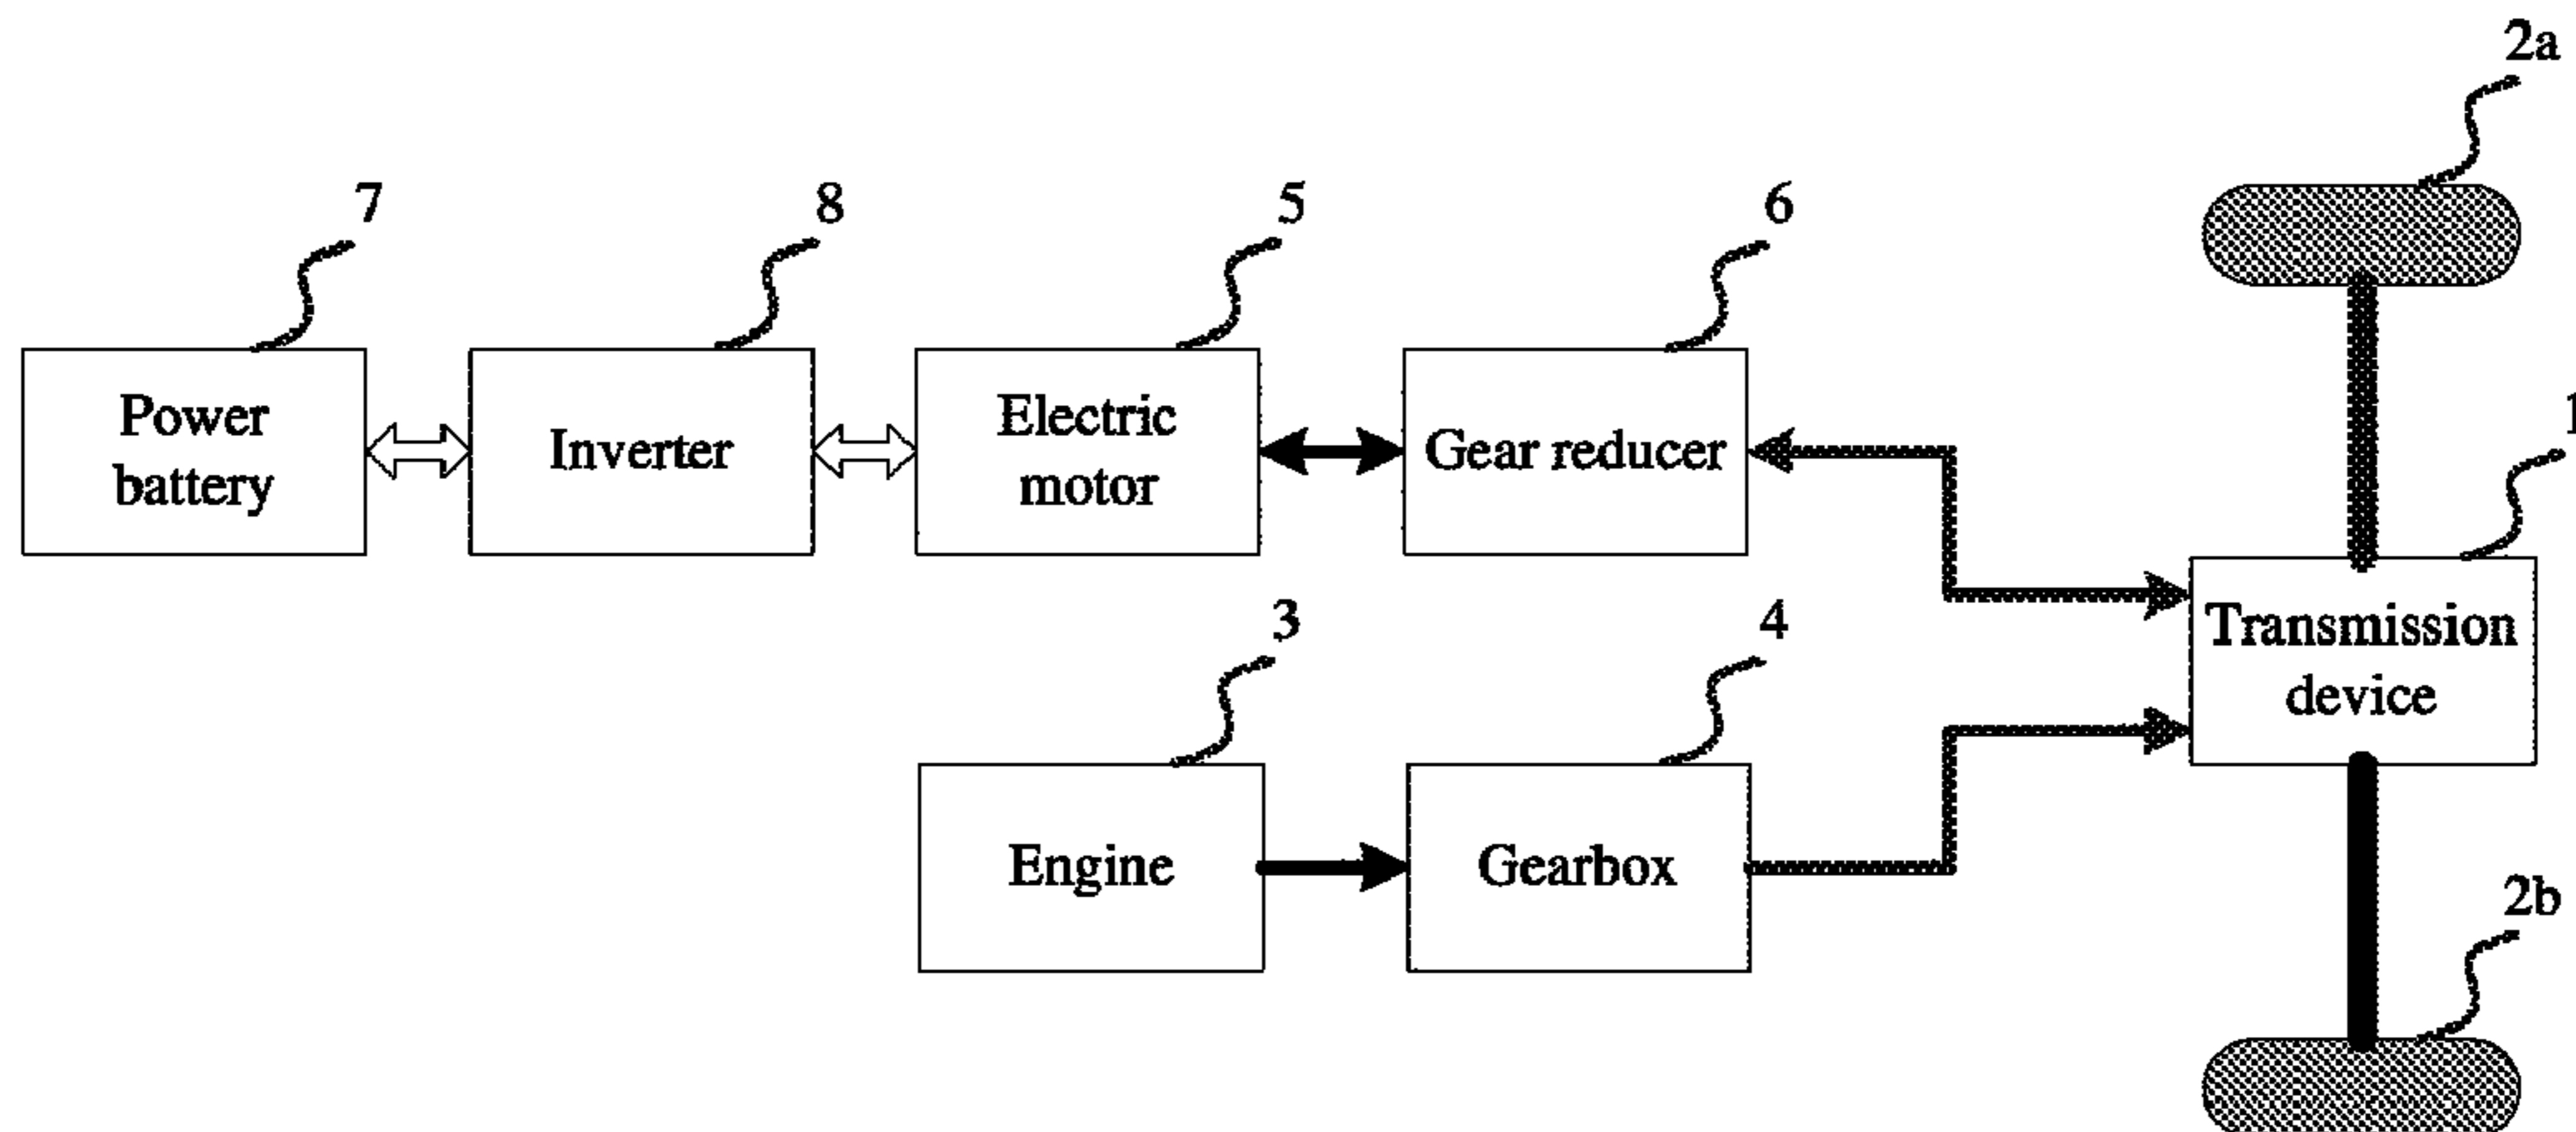 2a
7
8
5
6
Power
battery
Inverter
Electric
motor
Gear reducer
1
3
4
Transmission
device
Engine
Gearbox
2b